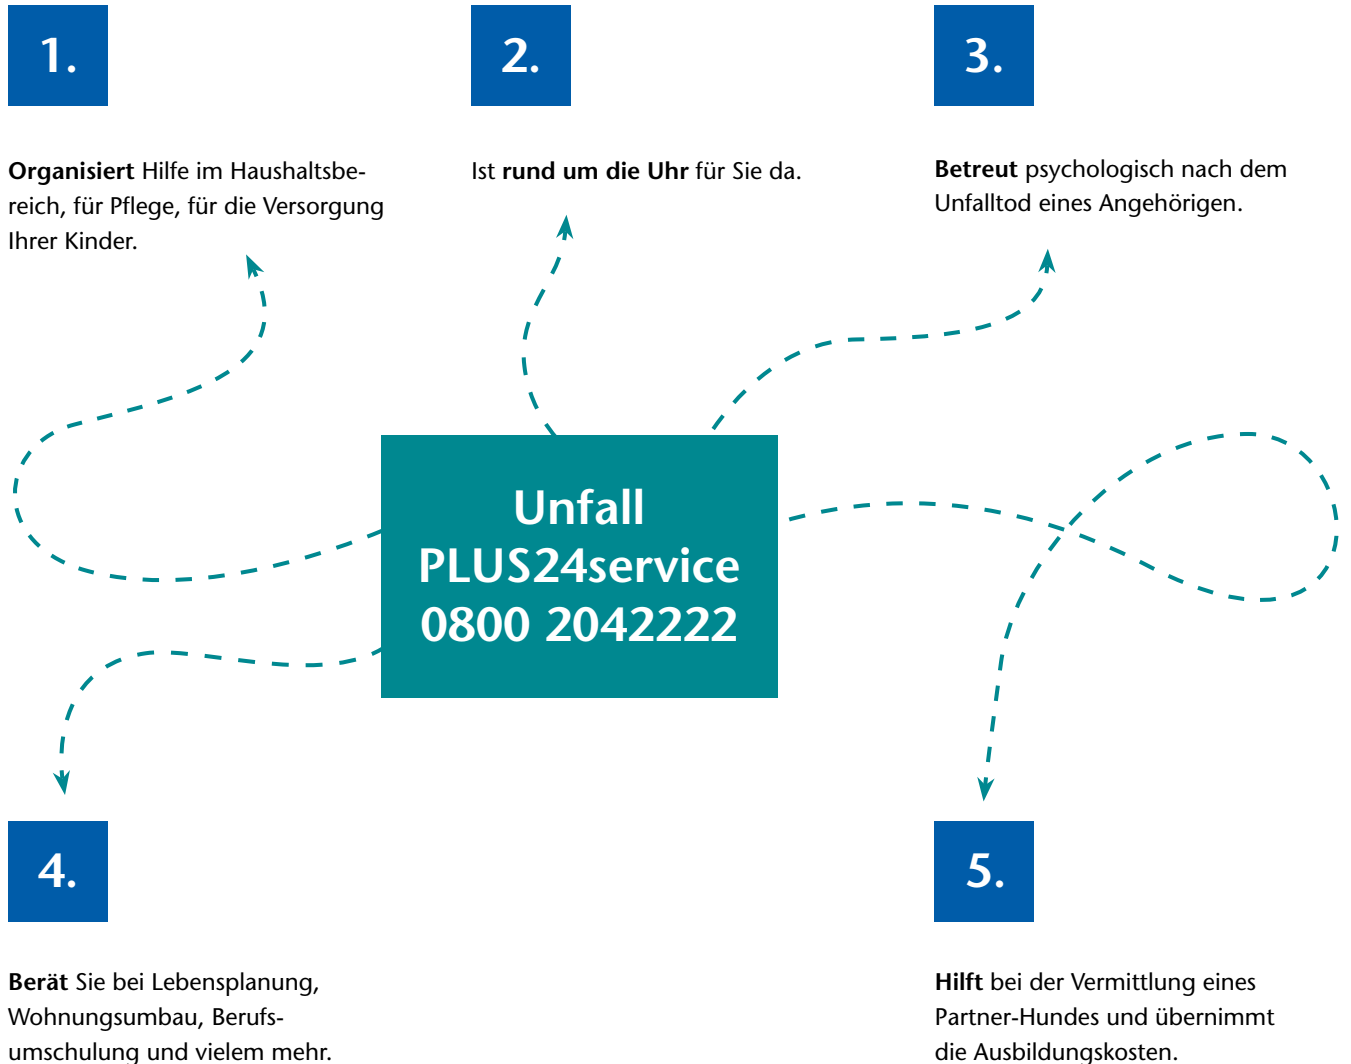 1.
Organisiert Hilfe im Haushaltsbe-
reich, für Pflege, für die Versorgung
Ihrer Kinder.
2.
Ist rund um die Uhr für Sie da.
3.
Betreut psychologisch nach dem
Unfalltod eines Angehörigen.
Unfall
PLUS24service
0800 2042222
4.
Berät Sie bei Lebensplanung,
Wohnungsumbau, Berufs-
umschulung und vielem mehr.
5.
Hilft bei der Vermittlung eines
Partner-Hundes und übernimmt
die Ausbildungskosten.